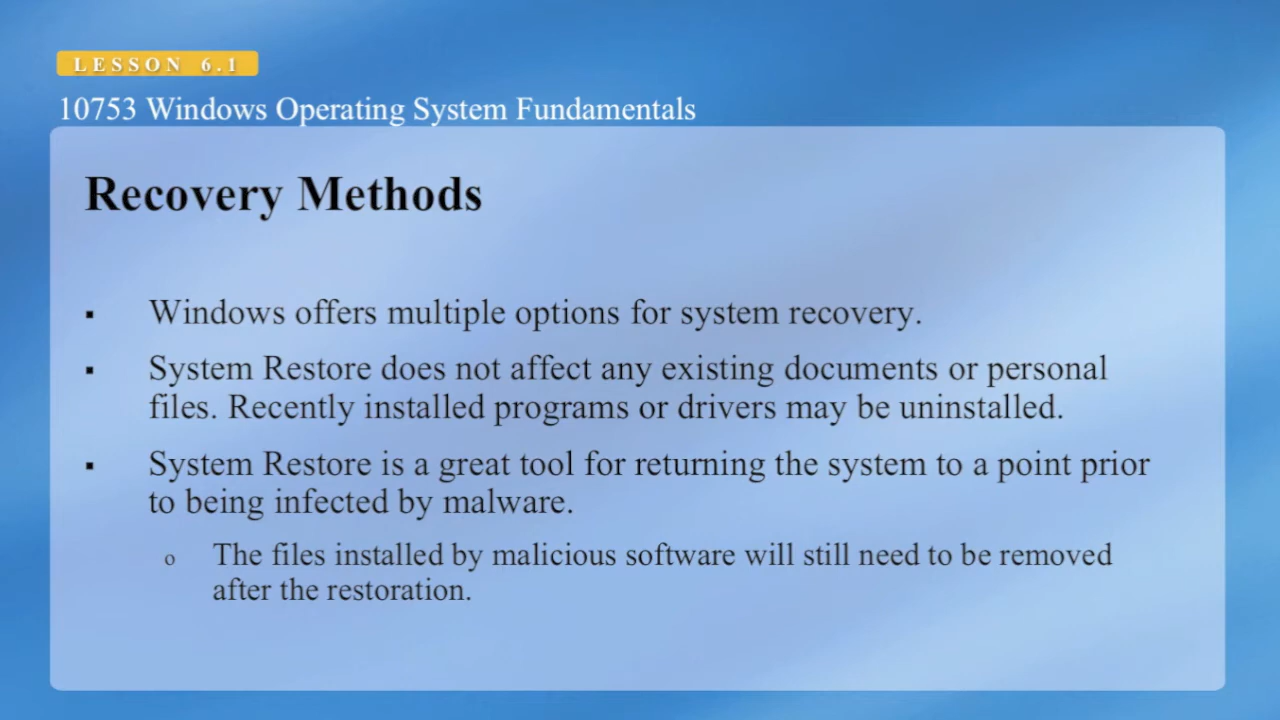 LESSON 6.1
10753 Windows Operating System Fundamentals
Recovery Methods
▪ Windows offers multiple options for system recovery.
▪ System Restore does not affect any existing documents or personal
files. Recently installed programs or drivers may be uninstalled.
▪ System Restore is a great tool for returning the system to a point prior
to being infected by malware.
o The files installed by malicious software will still need to be removed
after the restoration.